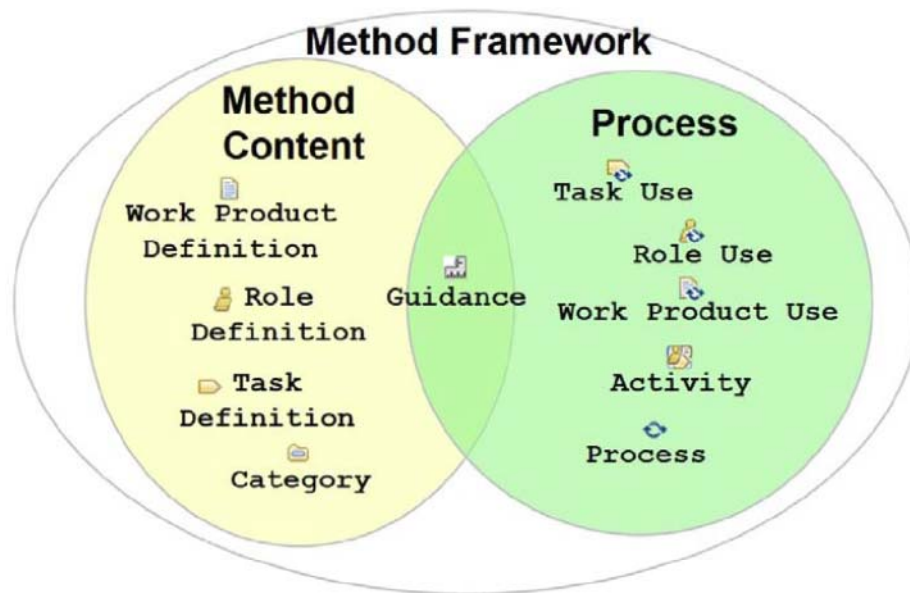 Method Framework
Method
Content
Work Product
Definition
Role
Definition
Task
Definition
Category
Guidance
Process
Task Use
Role Use
Work Product Use
Activity
Process